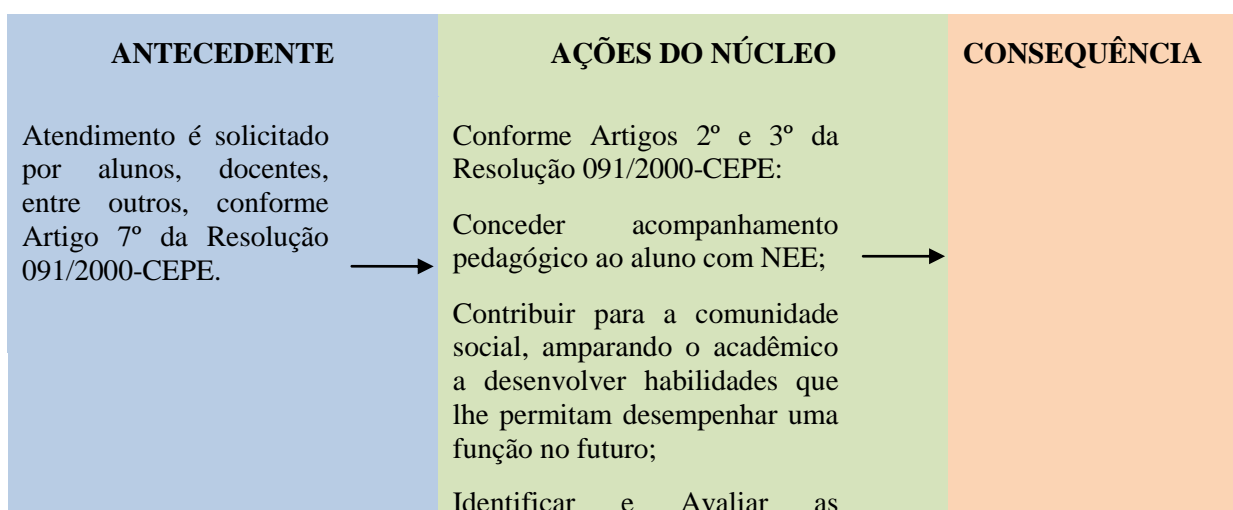 ANTECEDENTE
AÇÕES DO NÚCLEO
CONSEQUÊNCIA
Atendimento é solicitado
por alunos, docentes,
entre outros, conforme
Artigo 7º da Resolução
091/2000-CEPE.
Conforme Artigos 2º e 3º da
Resolução 091/2000-CEPE:
Conceder acompanhamento
pedagógico ao aluno com NEE;
Contribuir para a comunidade
social, amparando o acadêmico
a desenvolver habilidades que
lhe permitam desempenhar uma
função no futuro;
Identificar e Avaliar as